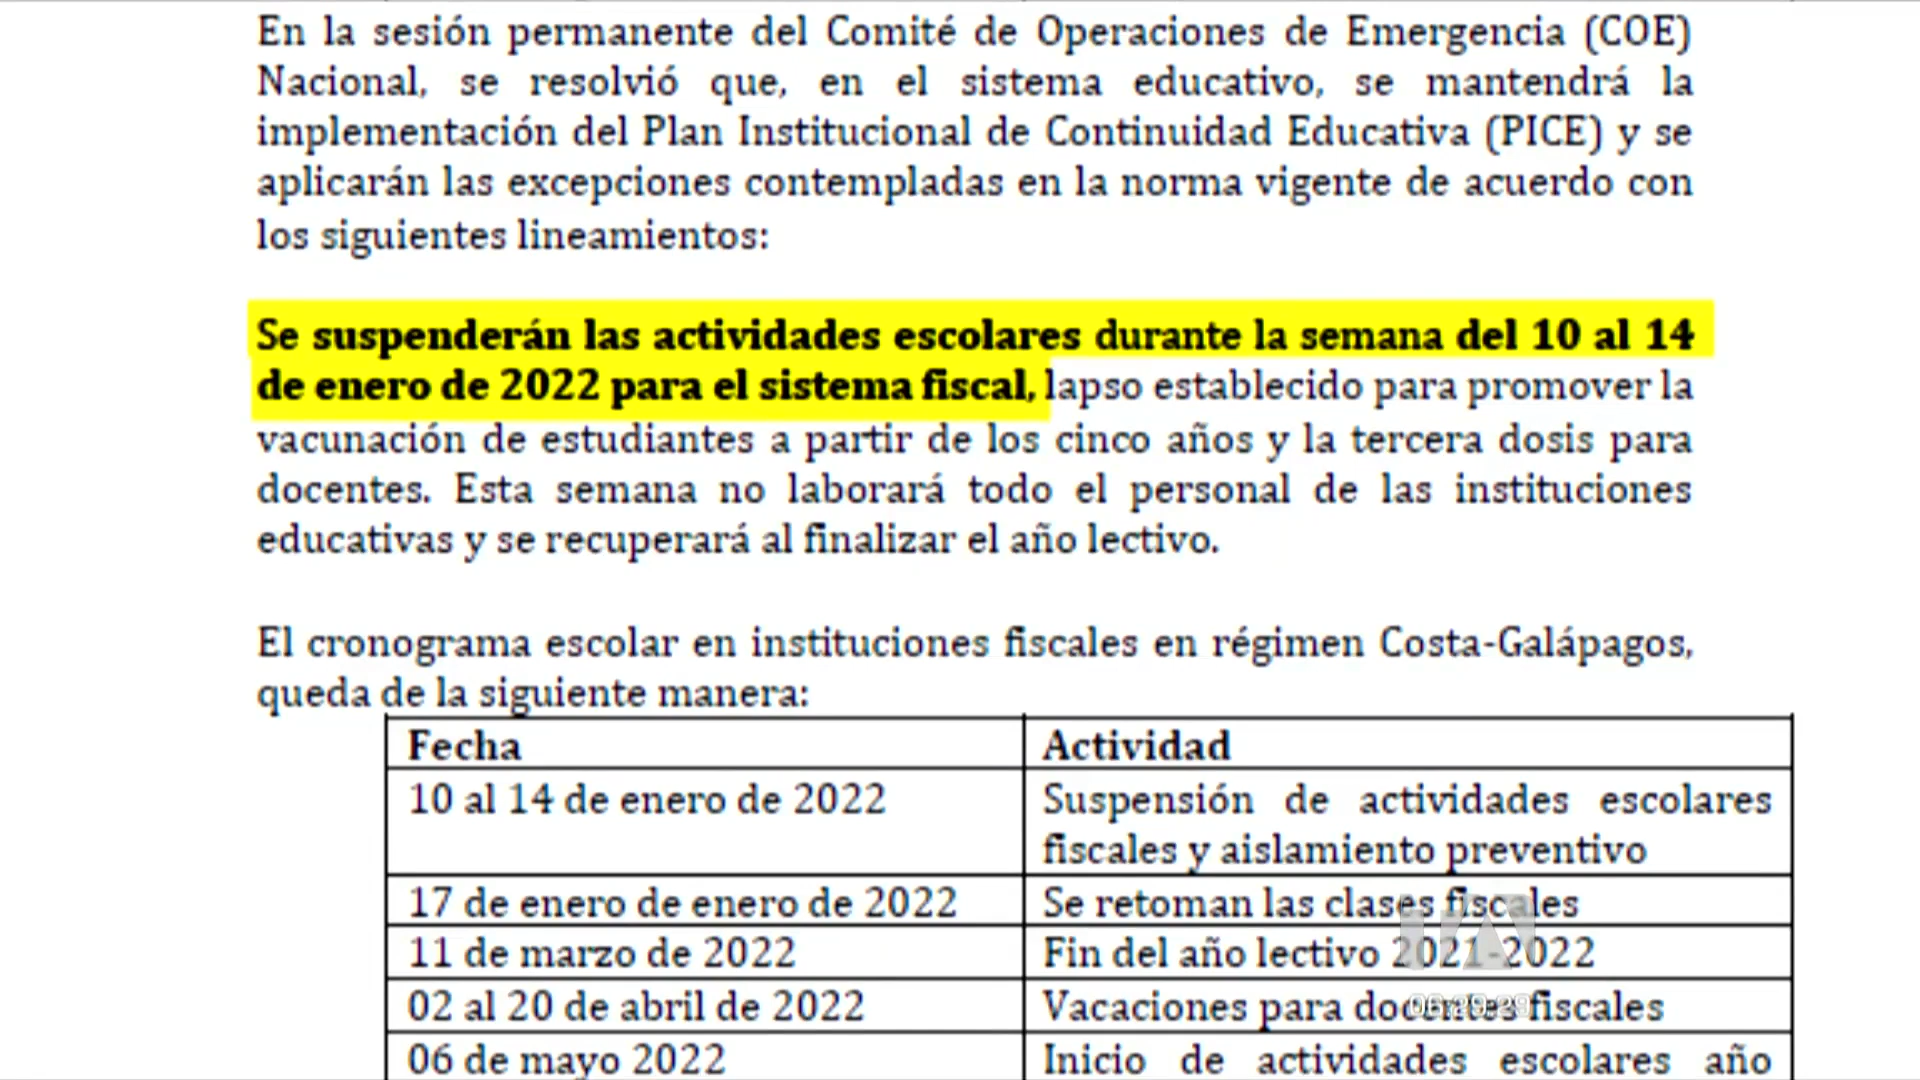 En la sesión permanente del Comité de Operaciones de Emergencia (COE)
Nacional, se resolvió que, en el sistema educativo, se mantendrá la
implementación del Plan Institucional de Continuidad Educativa (PICE) y se
aplicarán las excepciones contempladas en la norma vigente de acuerdo con
los siguientes lineamientos:
Se suspenderán las actividades escolares durante la semana del 10 al 14
de enero de 2022 para el sistema fiscal, lapso establecido para promover la
vacunación de estudiantes a partir de los cinco años y la tercera dosis para
docentes. Esta semana no laborará todo el personal de las instituciones
educativas y se recuperará al finalizar el año lectivo.
El cronograma escolar en instituciones fiscales en régimen Costa-Galápagos,
queda de la siguiente manera:
Fecha Actividad
10 al 14 de enero de 2022 Suspensión de actividades escolares
fiscales y aislamiento preventivo
17 de enero de enero de 2022 Se retoman las clases fiscales
11 de marzo de 2022 Fin del año lectivo 2021-2022
02 al 20 de abril de 2022 Vacaciones para docentes fiscales
06 de mayo 2022 Inicio de actividades escolares año
06:29:29